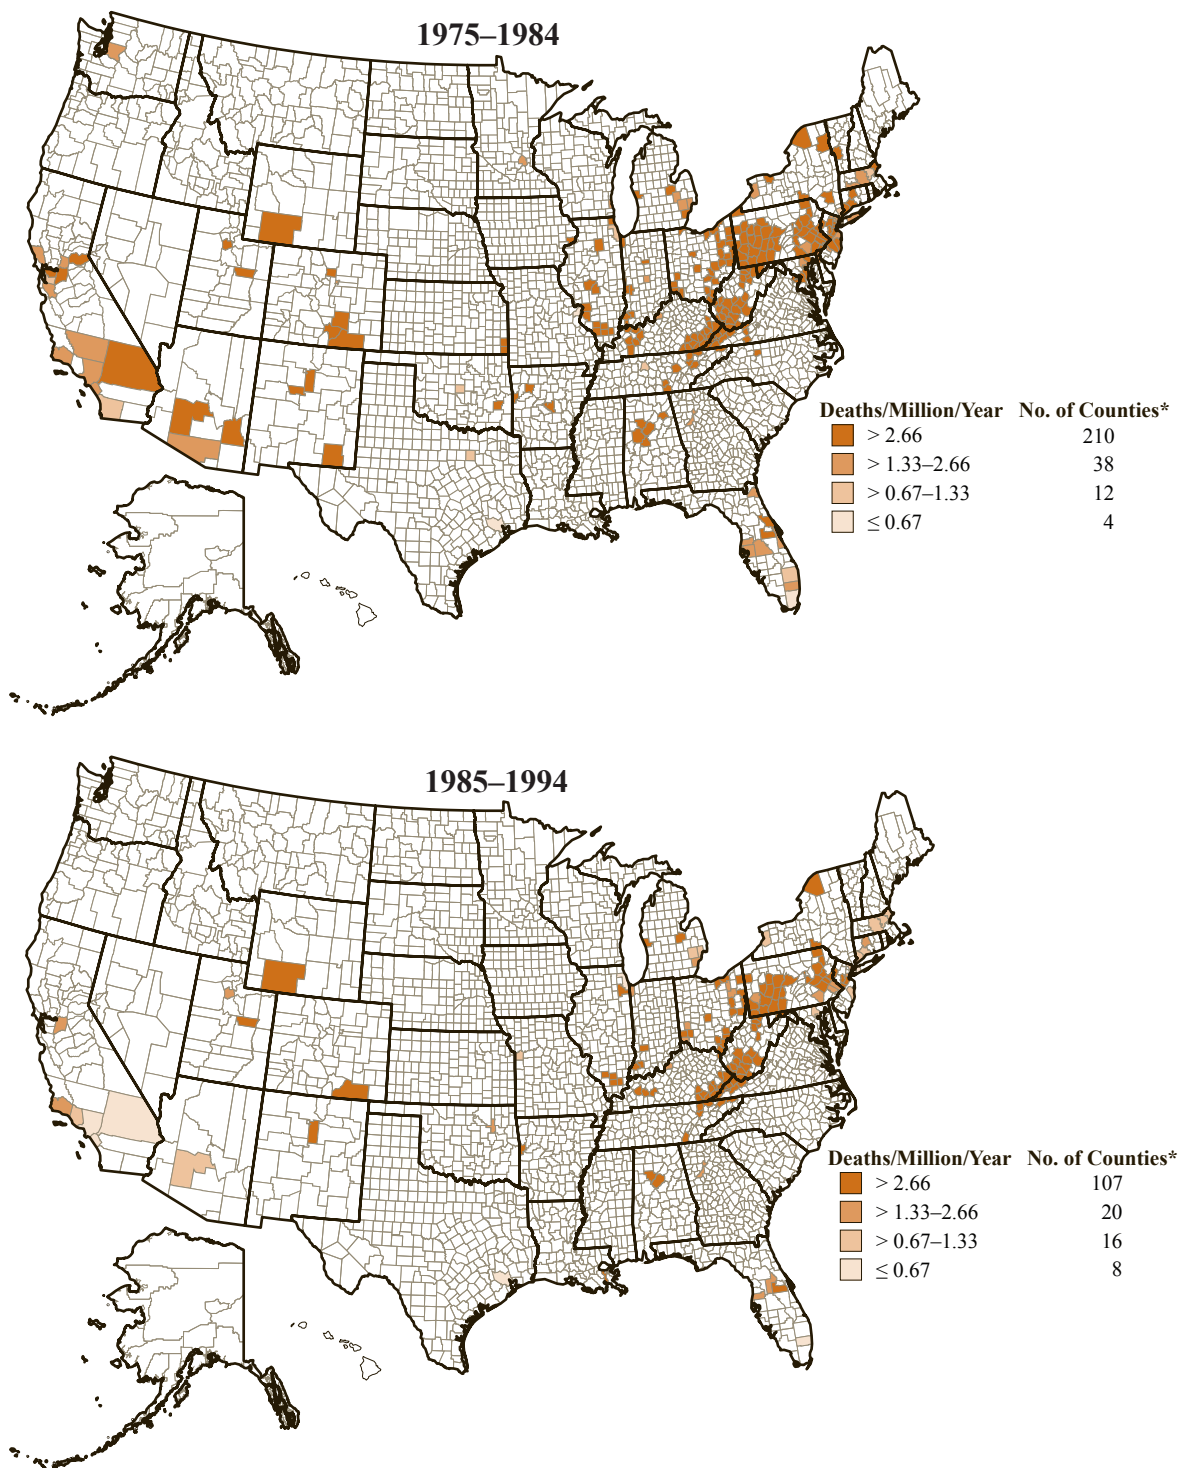 1975–1984
Deaths/Million/Year No. of Counties*
> 2.66 210
> 1.33–2.66 38
> 0.67–1.33 12
≤ 0.67 4
1985–1994
Deaths/Million/Year No. of Counties*
> 2.66 107
> 1.33–2.66 20
> 0.67–1.33 16
≤ 0.67 8